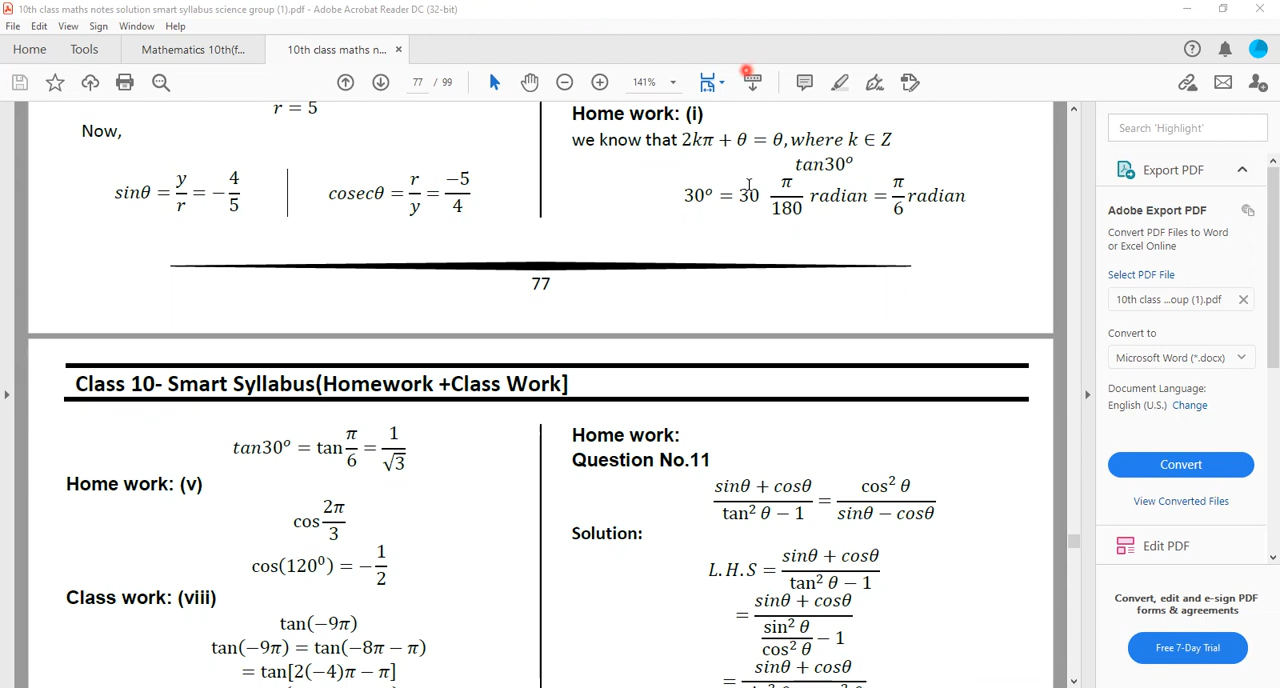 10th class maths notes solution smart syllabus science group (1).pdf - Adobe Acrobat Reader DC (32-bit)
File Edit View Sign Window Help
Home Tools Mathematics 10th(f... 10th class maths n... ×
77 / 99 141%
r = 5
Now,
sinθ = y/r = −4/5
cosecθ = r/y = −5/4
Home work: (i)
we know that 2kπ + θ = θ, where k ∈ Z
tan30°
30° = 30 π/180 radian = π/6 radian
77
Class 10- Smart Syllabus(Homework +Class Work]
tan30° = tan π/6 = 1/√3
Home work: (v)
cos 2π/3
cos(120⁰) = −1/2
Class work: (viii)
tan(−9π)
tan(−9π) = tan(−8π − π)
= tan[2(−4)π − π]
Home work:
Question No.11
(sinθ + cosθ)/(tan² θ − 1) = cos² θ/(sinθ − cosθ)
Solution:
L.H.S = (sinθ + cosθ)/(tan² θ − 1)
= (sinθ + cosθ)/(sin² θ/cos² θ − 1)
sinθ + cosθ
=
Search 'Highlight'
Export PDF
Adobe Export PDF
Convert PDF Files to Word
or Excel Online
Select PDF File
10th class ...oup (1).pdf ×
Convert to
Microsoft Word (*.docx)
Document Language:
English (U.S.) Change
Convert
View Converted Files
Edit PDF
Convert, edit and e-sign PDF
forms & agreements
Free 7-Day Trial